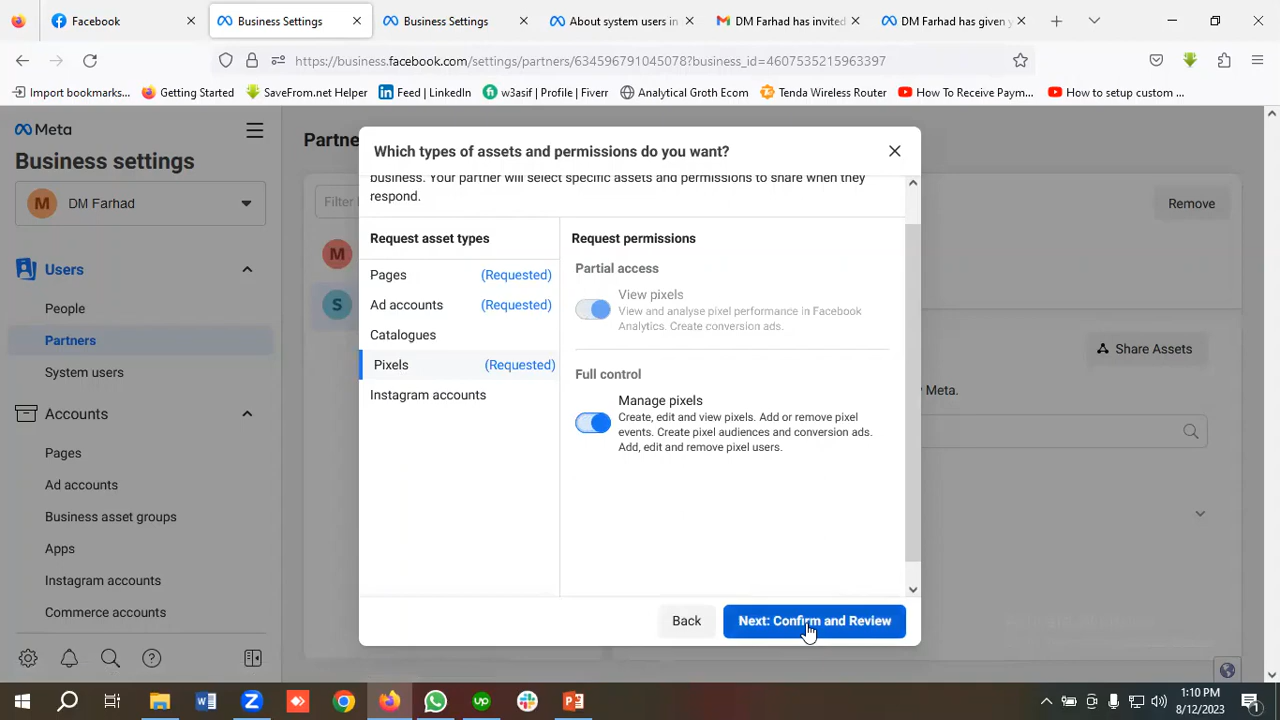 Facebook
Business Settings
Business Settings
About system users in
DM Farhad has invited
DM Farhad has given y
https://business.facebook.com/settings/partners/634596791045078?business_id=4607535215963397
Import bookmarks...
Getting Started
SaveFrom.net Helper
Feed | LinkedIn
w3asif | Profile | Fiverr
Analytical Groth Ecom
Tenda Wireless Router
How To Receive Paym...
How to setup custom ...
Meta
Business settings
M
DM Farhad
Users
People
Partners
System users
Accounts
Pages
Ad accounts
Business asset groups
Apps
Instagram accounts
Commerce accounts
Partne
Filter
M
S
Remove
Share Assets
Meta.
Which types of assets and permissions do you want?
business. Your partner will select specific assets and permissions to share when they
respond.
Request asset types
Pages (Requested)
Ad accounts (Requested)
Catalogues
Pixels (Requested)
Instagram accounts
Request permissions
Partial access
View pixels
View and analyse pixel performance in Facebook
Analytics. Create conversion ads.
Full control
Manage pixels
Create, edit and view pixels. Add or remove pixel
events. Create pixel audiences and conversion ads.
Add, edit and remove pixel users.
Back
Next: Confirm and Review
1:10 PM
8/12/2023